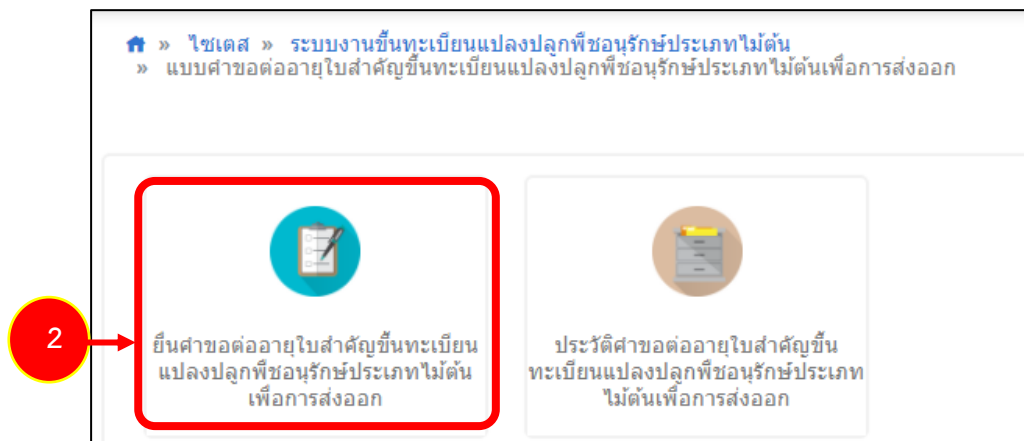 » ไซเตส » ระบบงานขึ้นทะเบียนแปลงปลูกพืชอนุรักษ์ประเภทไม้ต้น
» แบบคำขอต่ออายุใบสำคัญขึ้นทะเบียนแปลงปลูกพืชอนุรักษ์ประเภทไม้ต้นเพื่อการส่งออก
2
ยื่นคำขอต่ออายุใบสำคัญขึ้นทะเบียน
แปลงปลูกพืชอนุรักษ์ประเภทไม้ต้น
เพื่อการส่งออก
ประวัติคำขอต่ออายุใบสำคัญขึ้น
ทะเบียนแปลงปลูกพืชอนุรักษ์ประเภท
ไม้ต้นเพื่อการส่งออก